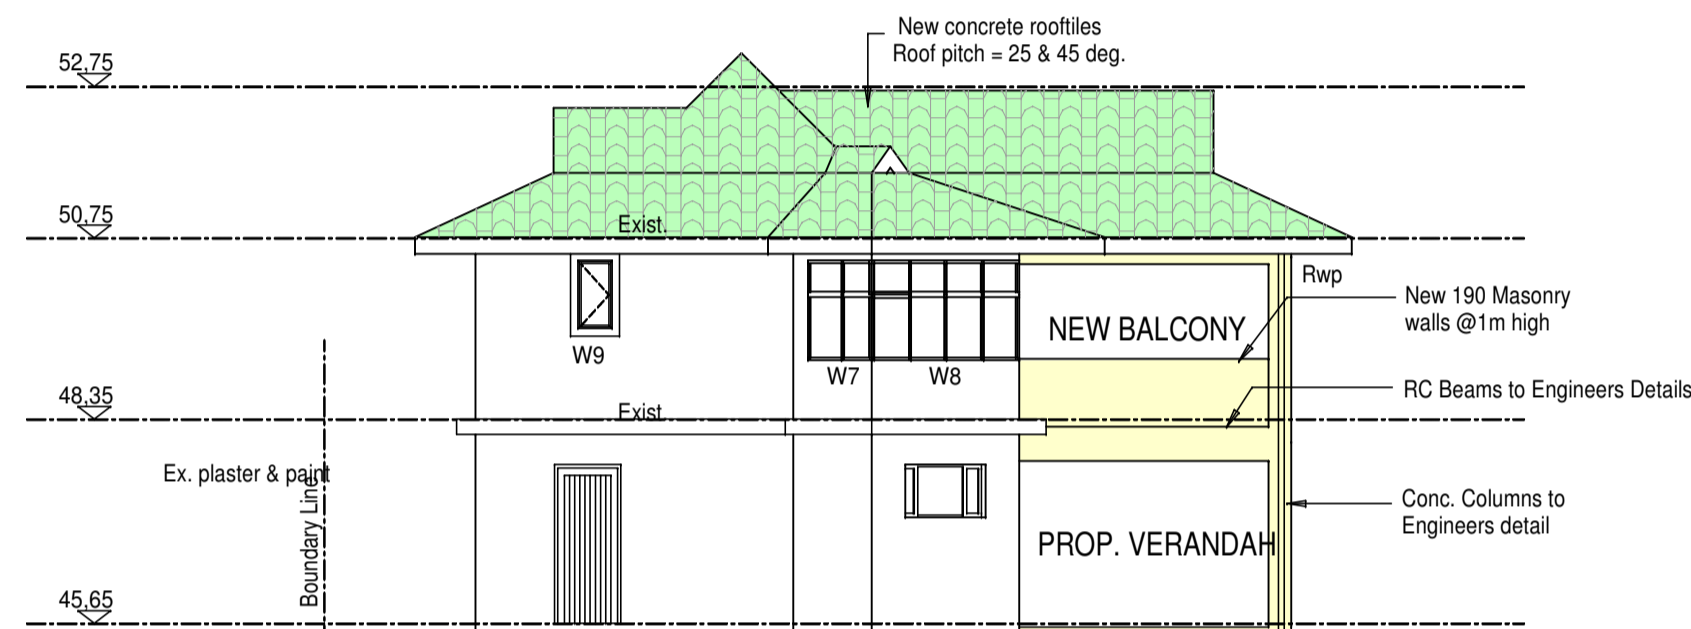 New concrete rooftiles
Roof pitch = 25 & 45 deg.
52,75
50,75
Exist.
Rwp
New 190 Masonry
walls @1m high
NEW BALCONY
W9
W7
W8
RC Beams to Engineers Details
48,35
Exist.
Ex. plaster & paint
Boundary Line
Conc. Columns to
Engineers detail
PROP. VERANDAH
45,65